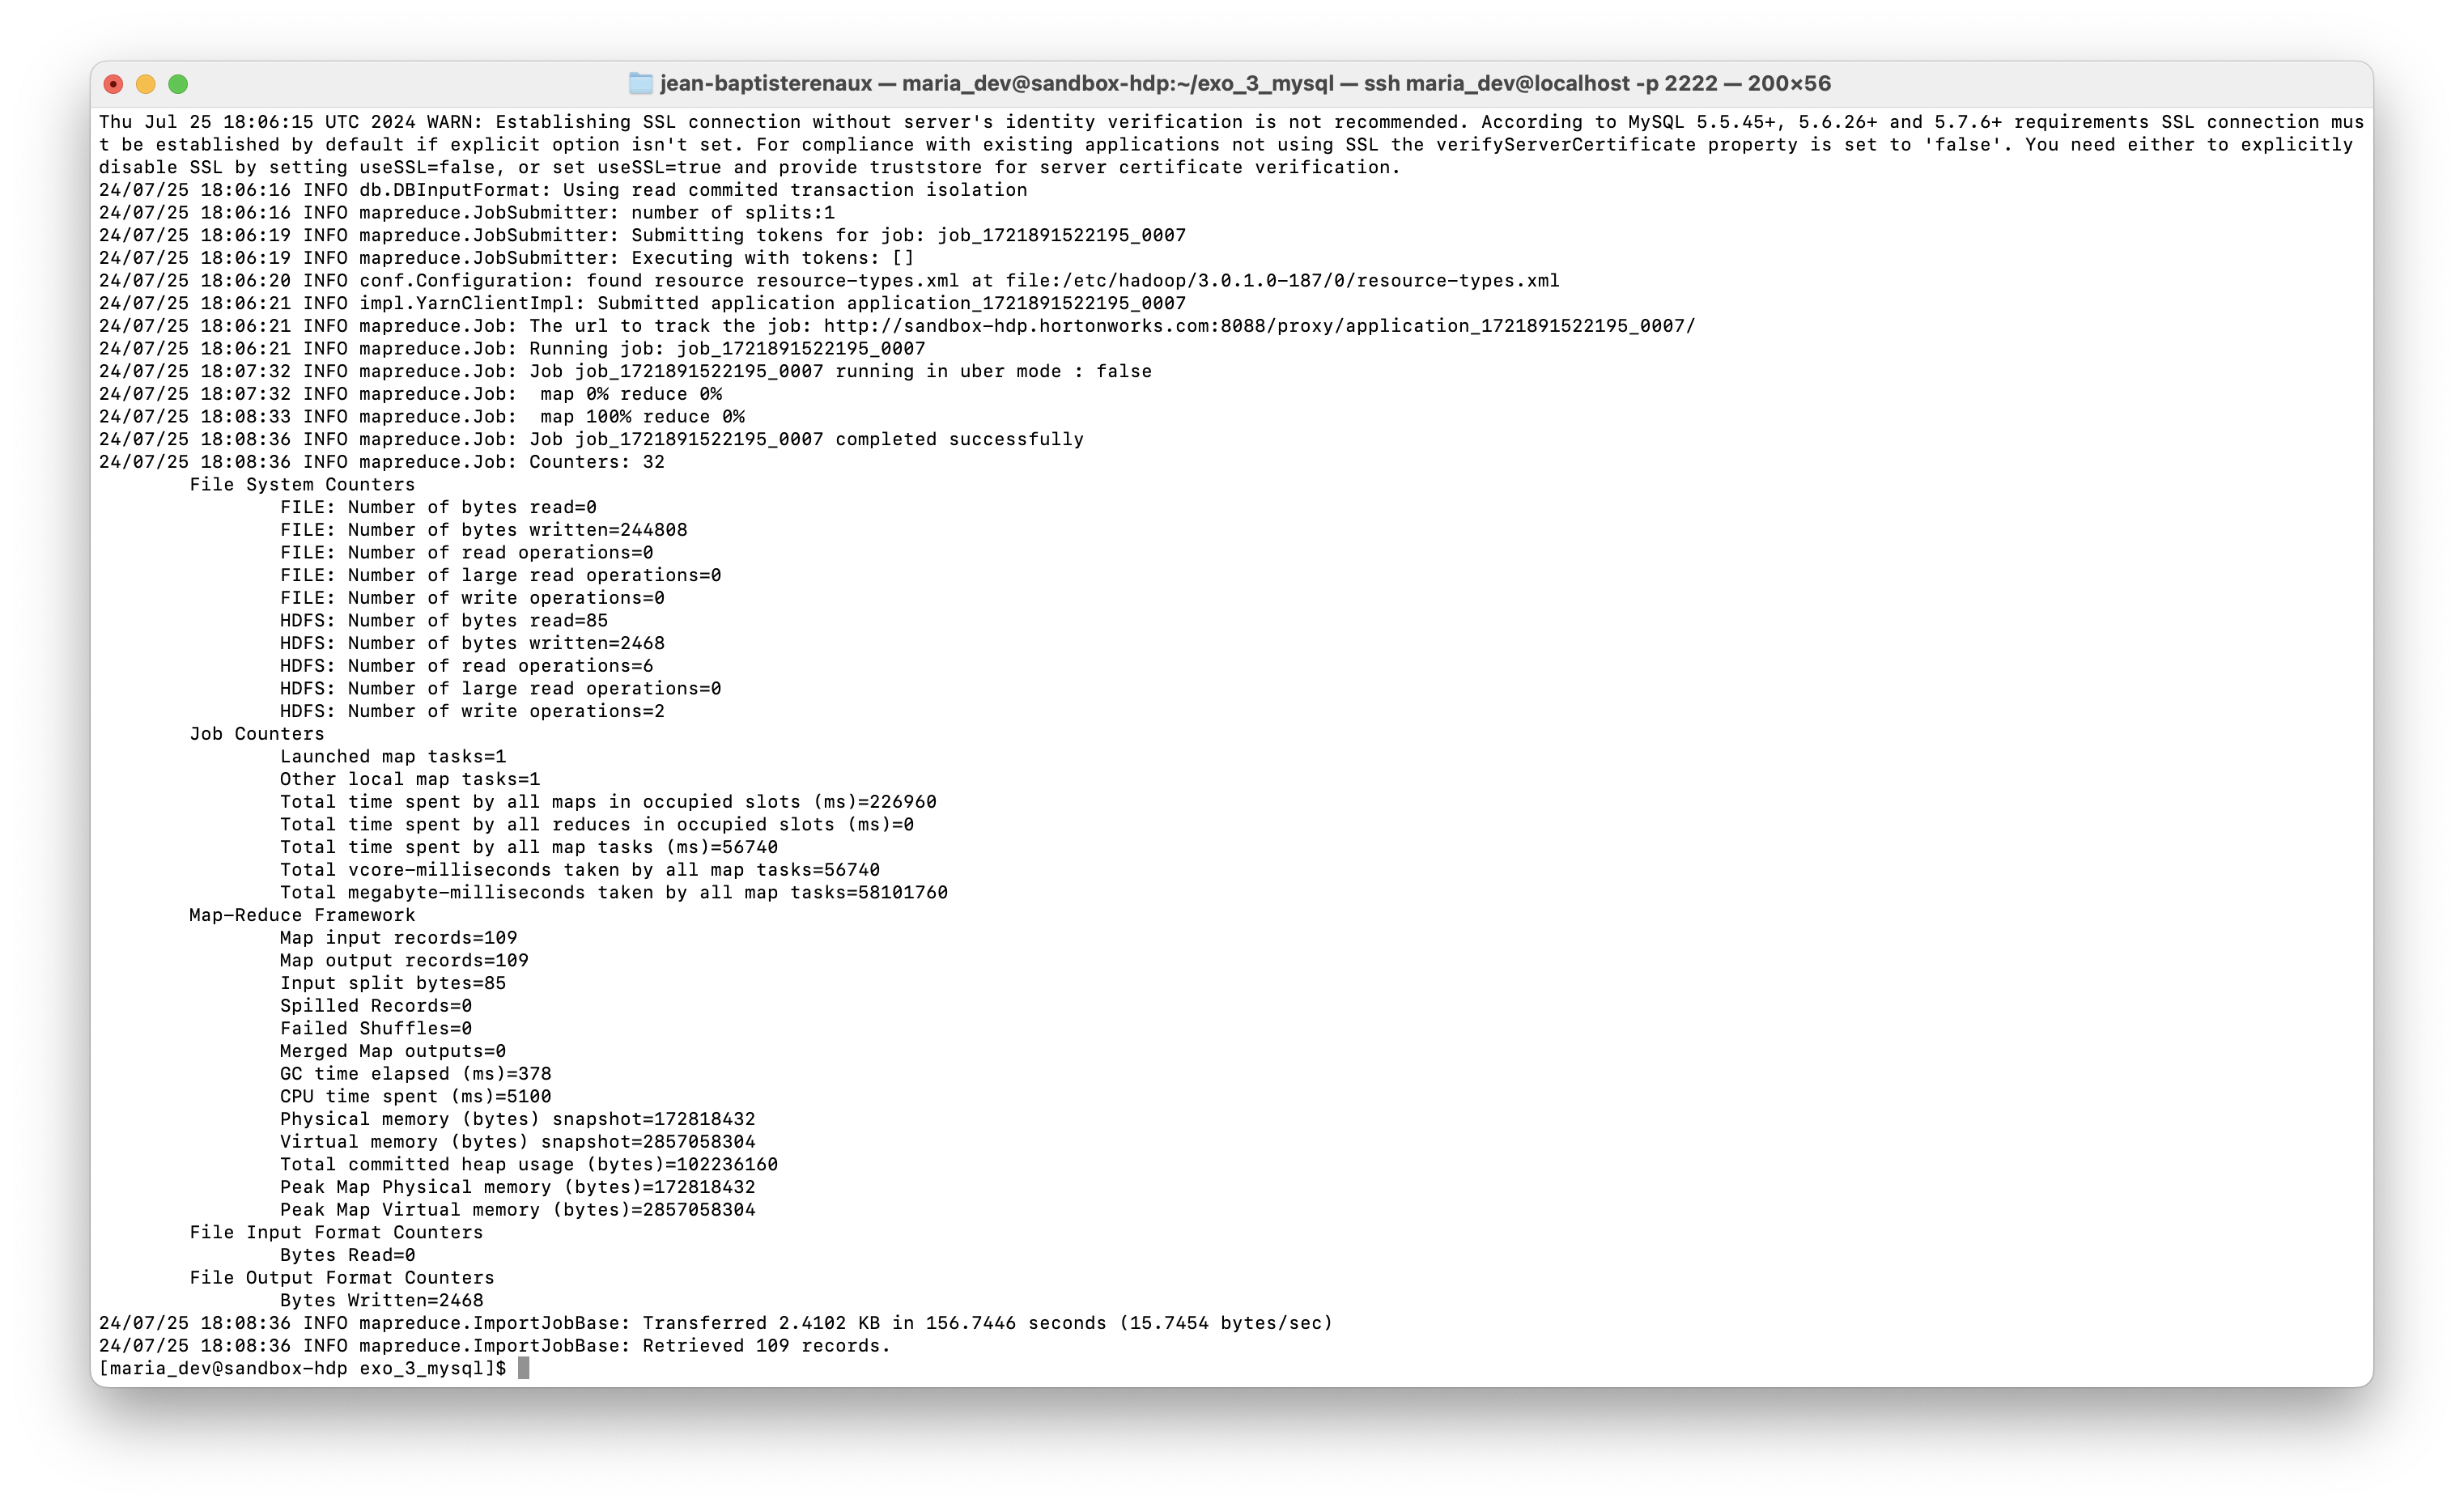 jean-baptisterenaux — maria_dev@sandbox-hdp:~/exo_3_mysql — ssh maria_dev@localhost -p 2222 — 200×56
Thu Jul 25 18:06:15 UTC 2024 WARN: Establishing SSL connection without server's identity verification is not recommended. According to MySQL 5.5.45+, 5.6.26+ and 5.7.6+ requirements SSL connection mus
t be established by default if explicit option isn't set. For compliance with existing applications not using SSL the verifyServerCertificate property is set to 'false'. You need either to explicitly
disable SSL by setting useSSL=false, or set useSSL=true and provide truststore for server certificate verification.
24/07/25 18:06:16 INFO db.DBInputFormat: Using read commited transaction isolation
24/07/25 18:06:16 INFO mapreduce.JobSubmitter: number of splits:1
24/07/25 18:06:19 INFO mapreduce.JobSubmitter: Submitting tokens for job: job_1721891522195_0007
24/07/25 18:06:19 INFO mapreduce.JobSubmitter: Executing with tokens: []
24/07/25 18:06:20 INFO conf.Configuration: found resource resource-types.xml at file:/etc/hadoop/3.0.1.0-187/0/resource-types.xml
24/07/25 18:06:21 INFO impl.YarnClientImpl: Submitted application application_1721891522195_0007
24/07/25 18:06:21 INFO mapreduce.Job: The url to track the job: http://sandbox-hdp.hortonworks.com:8088/proxy/application_1721891522195_0007/
24/07/25 18:06:21 INFO mapreduce.Job: Running job: job_1721891522195_0007
24/07/25 18:07:32 INFO mapreduce.Job: Job job_1721891522195_0007 running in uber mode : false
24/07/25 18:07:32 INFO mapreduce.Job:  map 0% reduce 0%
24/07/25 18:08:33 INFO mapreduce.Job:  map 100% reduce 0%
24/07/25 18:08:36 INFO mapreduce.Job: Job job_1721891522195_0007 completed successfully
24/07/25 18:08:36 INFO mapreduce.Job: Counters: 32
File System Counters
FILE: Number of bytes read=0
FILE: Number of bytes written=244808
FILE: Number of read operations=0
FILE: Number of large read operations=0
FILE: Number of write operations=0
HDFS: Number of bytes read=85
HDFS: Number of bytes written=2468
HDFS: Number of read operations=6
HDFS: Number of large read operations=0
HDFS: Number of write operations=2
Job Counters
Launched map tasks=1
Other local map tasks=1
Total time spent by all maps in occupied slots (ms)=226960
Total time spent by all reduces in occupied slots (ms)=0
Total time spent by all map tasks (ms)=56740
Total vcore-milliseconds taken by all map tasks=56740
Total megabyte-milliseconds taken by all map tasks=58101760
Map-Reduce Framework
Map input records=109
Map output records=109
Input split bytes=85
Spilled Records=0
Failed Shuffles=0
Merged Map outputs=0
GC time elapsed (ms)=378
CPU time spent (ms)=5100
Physical memory (bytes) snapshot=172818432
Virtual memory (bytes) snapshot=2857058304
Total committed heap usage (bytes)=102236160
Peak Map Physical memory (bytes)=172818432
Peak Map Virtual memory (bytes)=2857058304
File Input Format Counters
Bytes Read=0
File Output Format Counters
Bytes Written=2468
24/07/25 18:08:36 INFO mapreduce.ImportJobBase: Transferred 2.4102 KB in 156.7446 seconds (15.7454 bytes/sec)
24/07/25 18:08:36 INFO mapreduce.ImportJobBase: Retrieved 109 records.
[maria_dev@sandbox-hdp exo_3_mysql]$